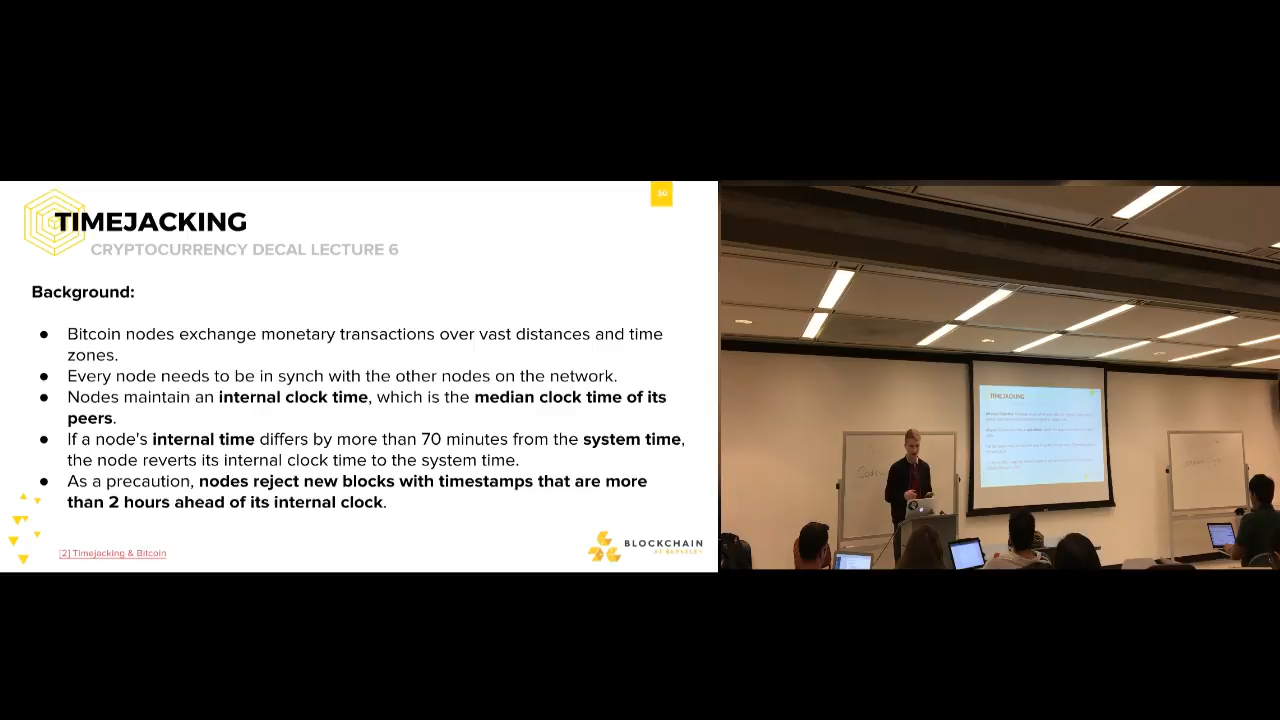 50
TIMEJACKING
CRYPTOCURRENCY DECAL LECTURE 6
Background:
● Bitcoin nodes exchange monetary transactions over vast distances and time
zones.
● Every node needs to be in synch with the other nodes on the network.
● Nodes maintain an internal clock time, which is the median clock time of its
peers.
● If a node's internal time differs by more than 70 minutes from the system time,
the node reverts its internal clock time to the system time.
● As a precaution, nodes reject new blocks with timestamps that are more
than 2 hours ahead of its internal clock.
[2] Timejacking & Bitcoin
BLOCKCHAIN
AT BERKELEY
TIMEJACKING